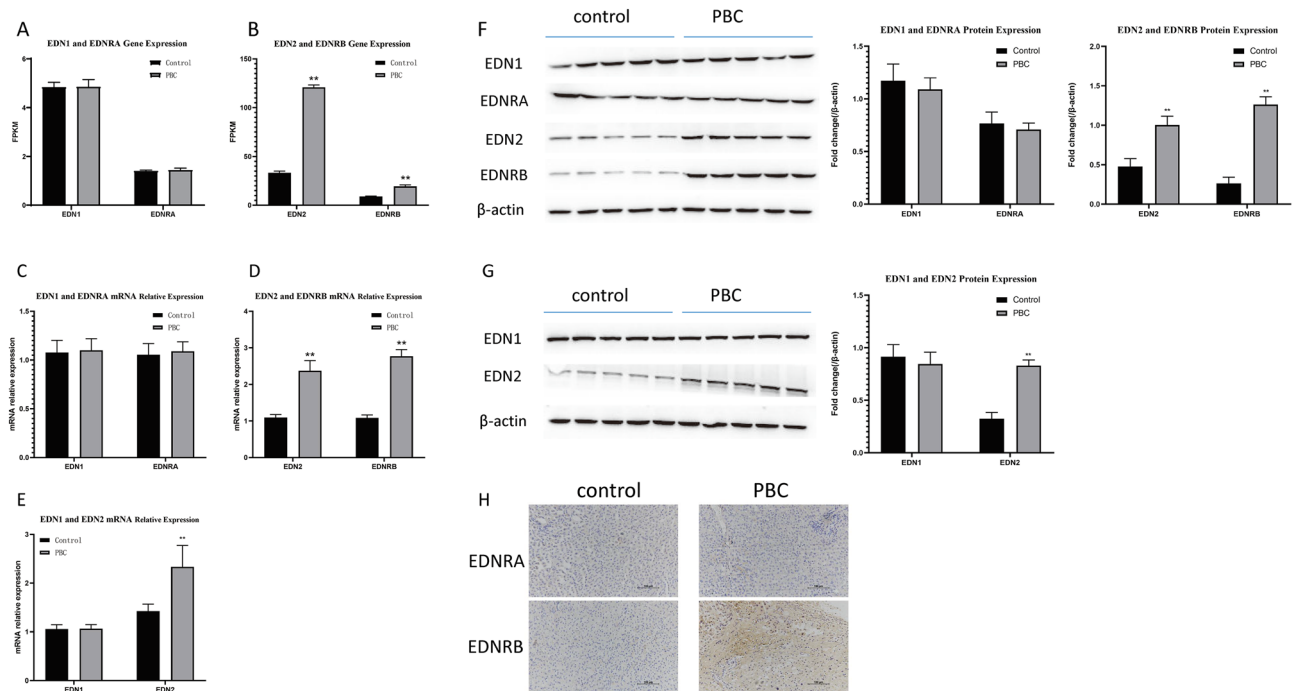 A
EDN1 and EDNRA Gene Expression
Control
PBC
FPKM
6
4
2
0
EDN1
EDNRA
B
EDN2 and EDNRB Gene Expression
Control
PBC
FPKM
150
100
50
0
**
**
EDN2
EDNRB
C
EDN1 and EDNRA mRNA Relative Expression
Control
PBC
mRNA relative expression
1.5
1.0
0.5
0.0
EDN1
EDNRA
D
EDN2 and EDNRB mRNA Relative Expression
Control
PBC
mRNA relative expression
4
3
2
1
0
**
**
EDN2
EDNRB
E
EDN1 and EDN2 mRNA Relative Expression
Control
PBC
mRNA relative expression
3
2
1
0
**
EDN1
EDN2
F
control
PBC
EDN1
EDNRA
EDN2
EDNRB
β-actin
EDN1 and EDNRA Protein Expression
Control
PBC
Fold change(/β-actin)
1.5
1.0
0.5
0.0
EDN1
EDNRA
EDN2 and EDNRB Protein Expression
Control
PBC
Fold change(/β-actin)
2.0
1.5
1.0
0.5
0.0
**
**
EDN2
EDNRB
G
control
PBC
EDN1
EDN2
β-actin
EDN1 and EDN2 Protein Expression
Control
PBC
Fold change(/β-actin)
1.5
1.0
0.5
0.0
**
EDN1
EDN2
H
control
PBC
EDNRA
EDNRB